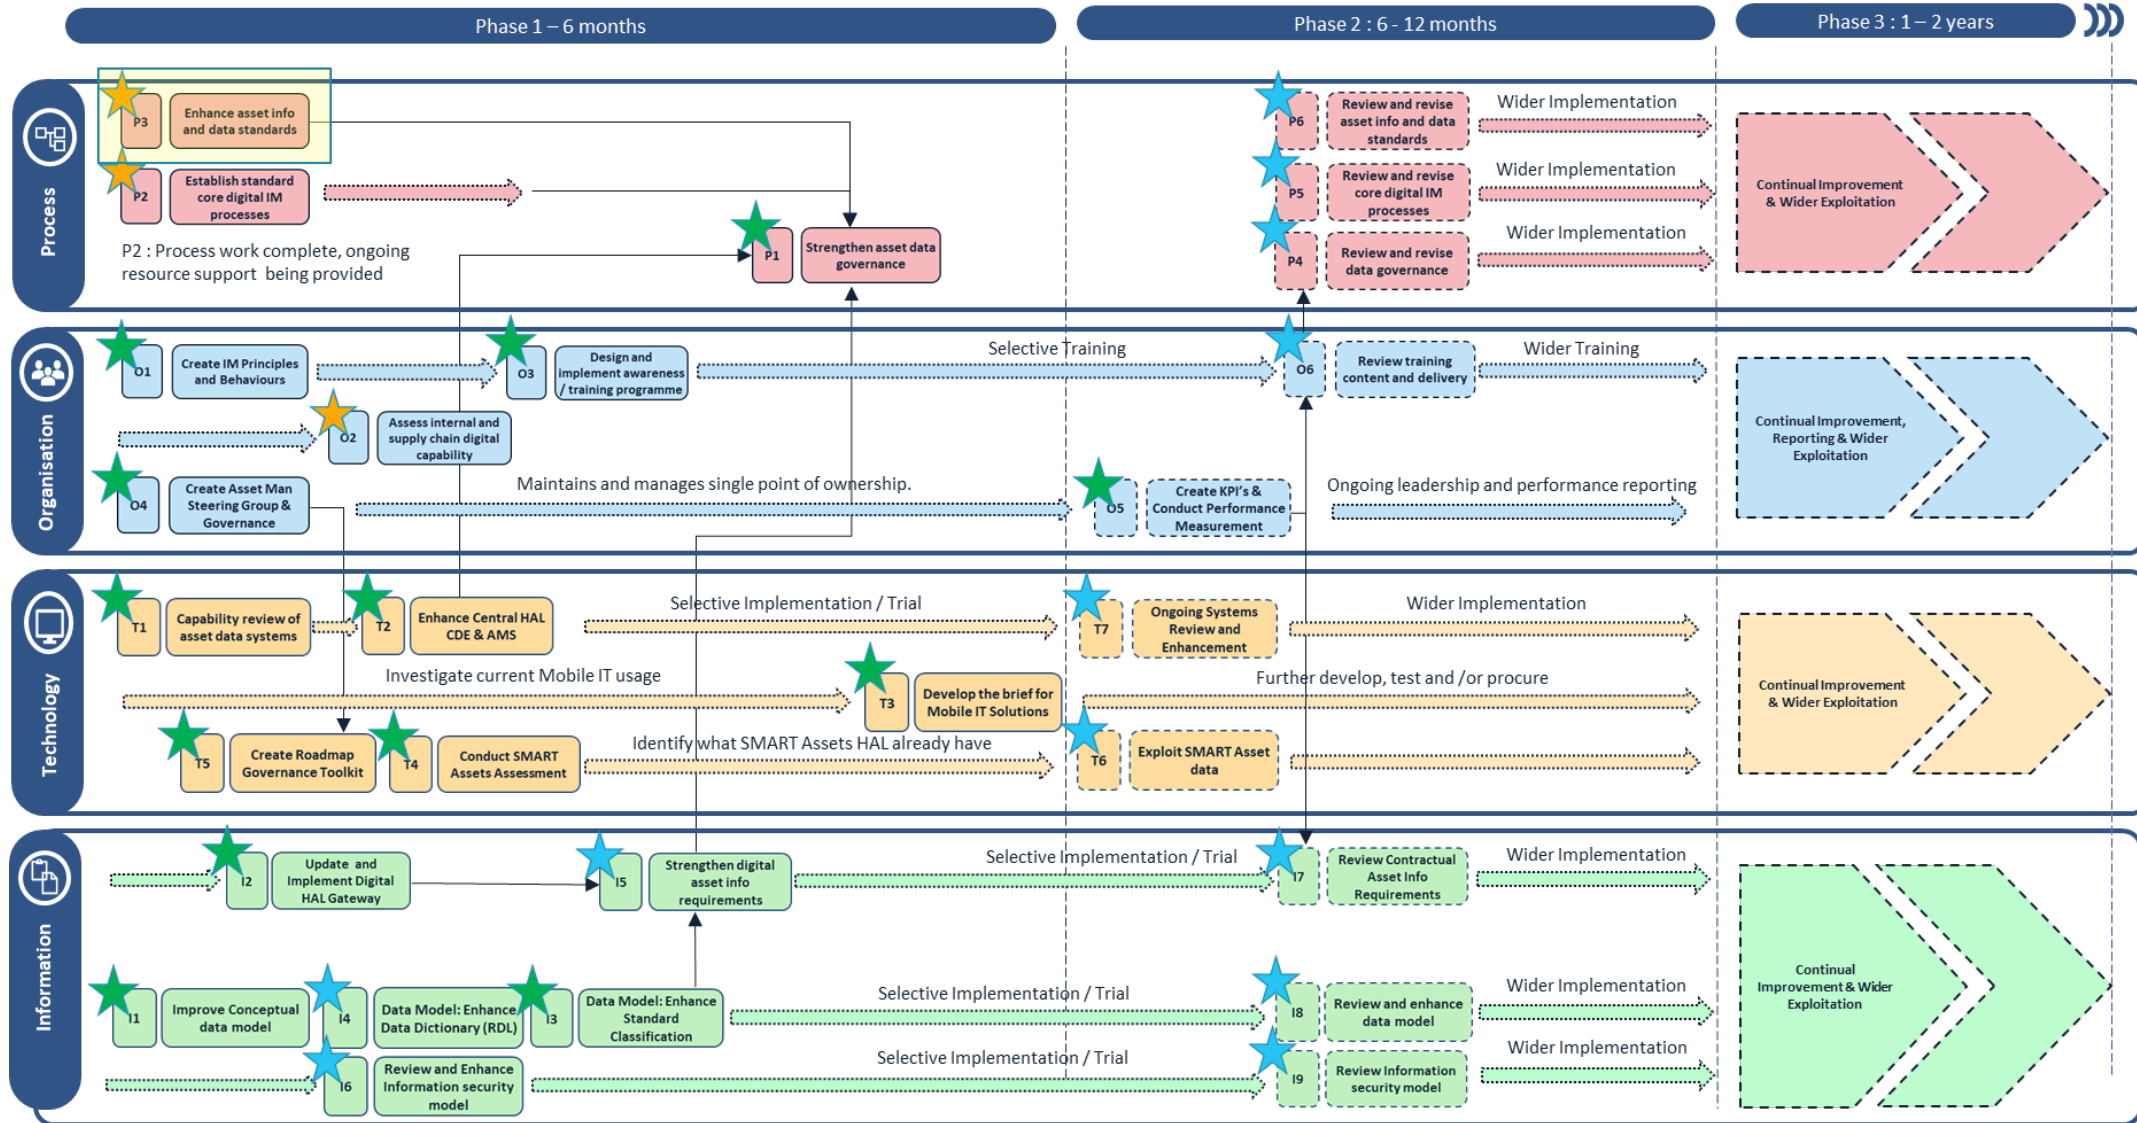 Phase 1 – 6 months
Phase 2 : 6 - 12 months
Phase 3 : 1 – 2 years
Process
P3
Enhance asset info
and data standards
P2
Establish standard
core digital IM
processes
P2 : Process work complete, ongoing
resource support being provided
P1
Strengthen asset data
governance
P6
Review and revise
asset info and data
standards
Wider Implementation
P5
Review and revise
core digital IM
processes
Wider Implementation
P4
Review and revise
data governance
Wider Implementation
Continual Improvement
& Wider Exploitation
Organisation
O1
Create IM Principles
and Behaviours
O3
Design and
implement awareness
/ training programme
Selective Training
O6
Review training
content and delivery
Wider Training
O2
Assess internal and
supply chain digital
capability
O4
Create Asset Man
Steering Group &
Governance
Maintains and manages single point of ownership.
O5
Create KPI's &
Conduct Performance
Measurement
Ongoing leadership and performance reporting
Continual Improvement,
Reporting & Wider
Exploitation
Technology
T1
Capability review of
asset data systems
T2
Enhance Central HAL
CDE & AMS
Selective Implementation / Trial
T7
Ongoing Systems
Review and
Enhancement
Wider Implementation
Investigate current Mobile IT usage
T3
Develop the brief for
Mobile IT Solutions
Further develop, test and /or procure
T5
Create Roadmap
Governance Toolkit
T4
Conduct SMART
Assets Assessment
Identify what SMART Assets HAL already have
T6
Exploit SMART Asset
data
Continual Improvement
& Wider Exploitation
Information
I2
Update and
Implement Digital
HAL Gateway
I5
Strengthen digital
asset info
requirements
Selective Implementation / Trial
I7
Review Contractual
Asset Info
Requirements
Wider Implementation
I1
Improve Conceptual
data model
I4
Data Model: Enhance
Data Dictionary (RDL)
I3
Data Model: Enhance
Standard
Classification
Selective Implementation / Trial
I8
Review and enhance
data model
Wider Implementation
I6
Review and Enhance
Information security
model
Selective Implementation / Trial
I9
Review Information
security model
Wider Implementation
Continual
Improvement & Wider
Exploitation